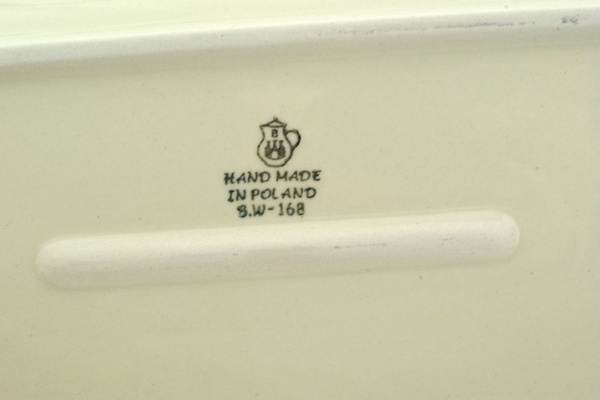 B
HAND MADE
IN POLAND
S.W-168